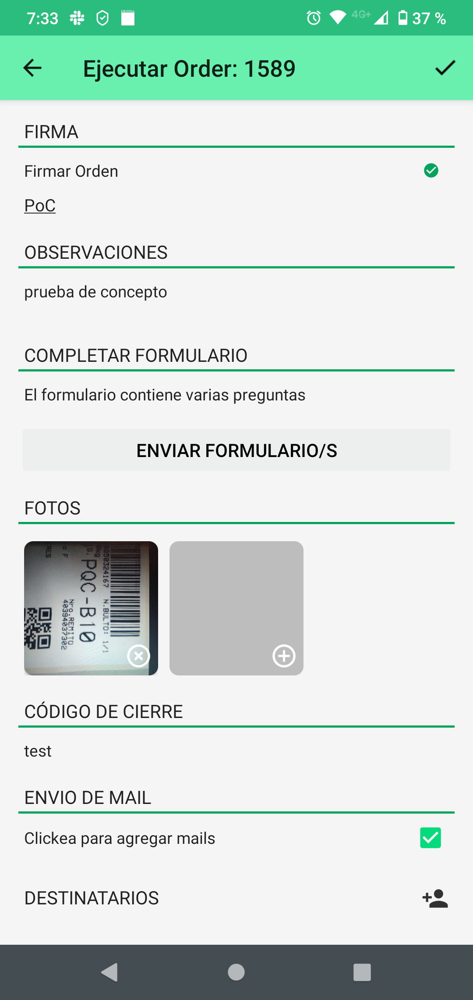 7:33 UBERALL 4G+ 37 %
Ejecutar Order: 1589
FIRMA
Firmar Orden
PoC
OBSERVACIONES
prueba de concepto
COMPLETAR FORMULARIO
El formulario contiene varias preguntas
ENVIAR FORMULARIO/S
FOTOS
0050324167 N.BULTO: 1/1
PQC-B10
Nro.REMITO
40394037302
CÓDIGO DE CIERRE
test
ENVIO DE MAIL
Clickea para agregar mails
DESTINATARIOS